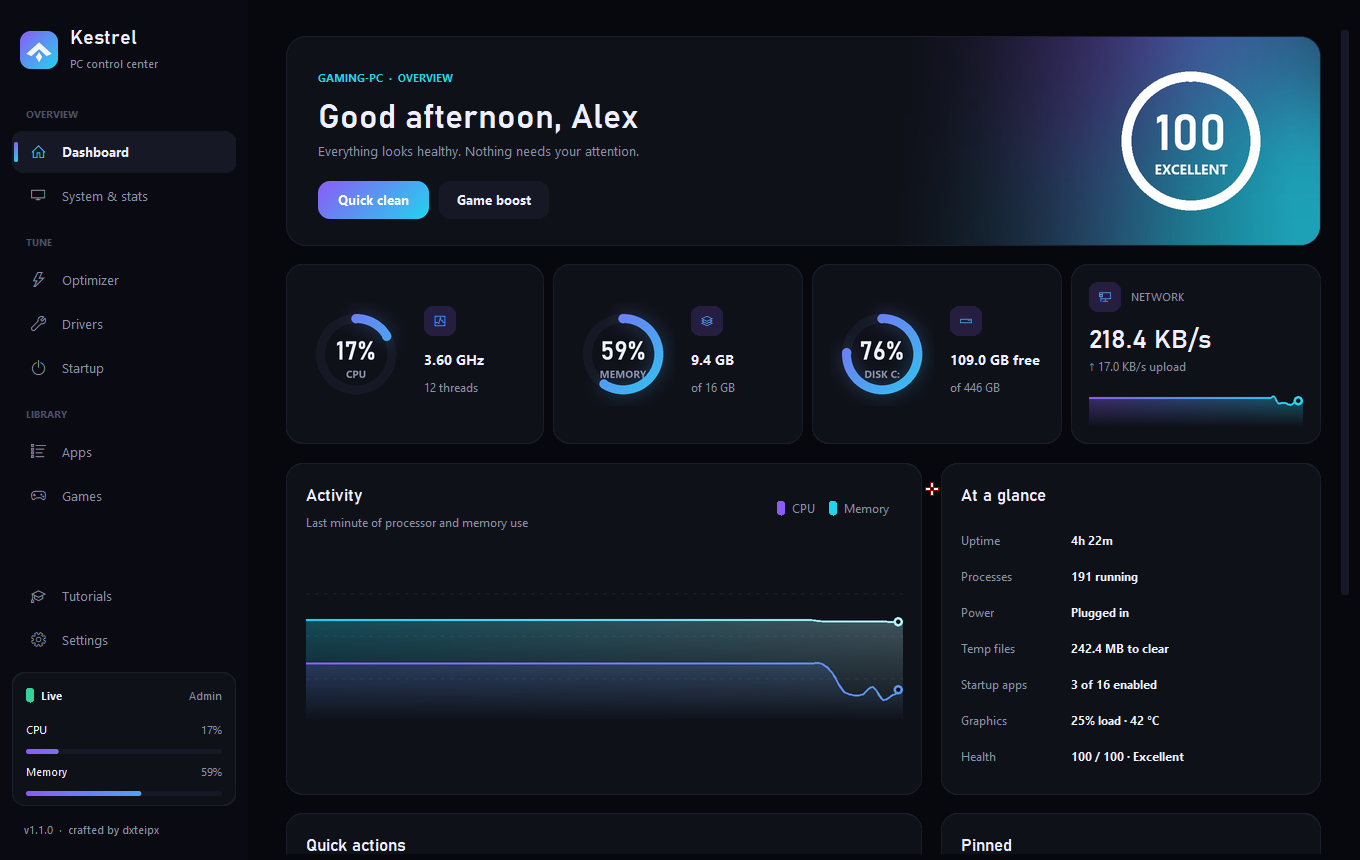 Kestrel
PC control center
OVERVIEW
Dashboard
System & stats
TUNE
Optimizer
Drivers
Startup
LIBRARY
Apps
Games
Tutorials
Settings
Live Admin
CPU 17%
Memory 59%
v1.1.0 · crafted by dxteipx
GAMING-PC · OVERVIEW
Good afternoon, Alex
Everything looks healthy. Nothing needs your attention.
Quick clean Game boost
100
EXCELLENT
17%
CPU
3.60 GHz
12 threads
59%
MEMORY
9.4 GB
of 16 GB
76%
DISK C:
109.0 GB free
of 446 GB
NETWORK
218.4 KB/s
↑ 17.0 KB/s upload
Activity
Last minute of processor and memory use
CPU Memory
At a glance
Uptime 4h 22m
Processes 191 running
Power Plugged in
Temp files 242.4 MB to clear
Startup apps 3 of 16 enabled
Graphics 25% load · 42 °C
Health 100 / 100 · Excellent
Quick actions
Pinned